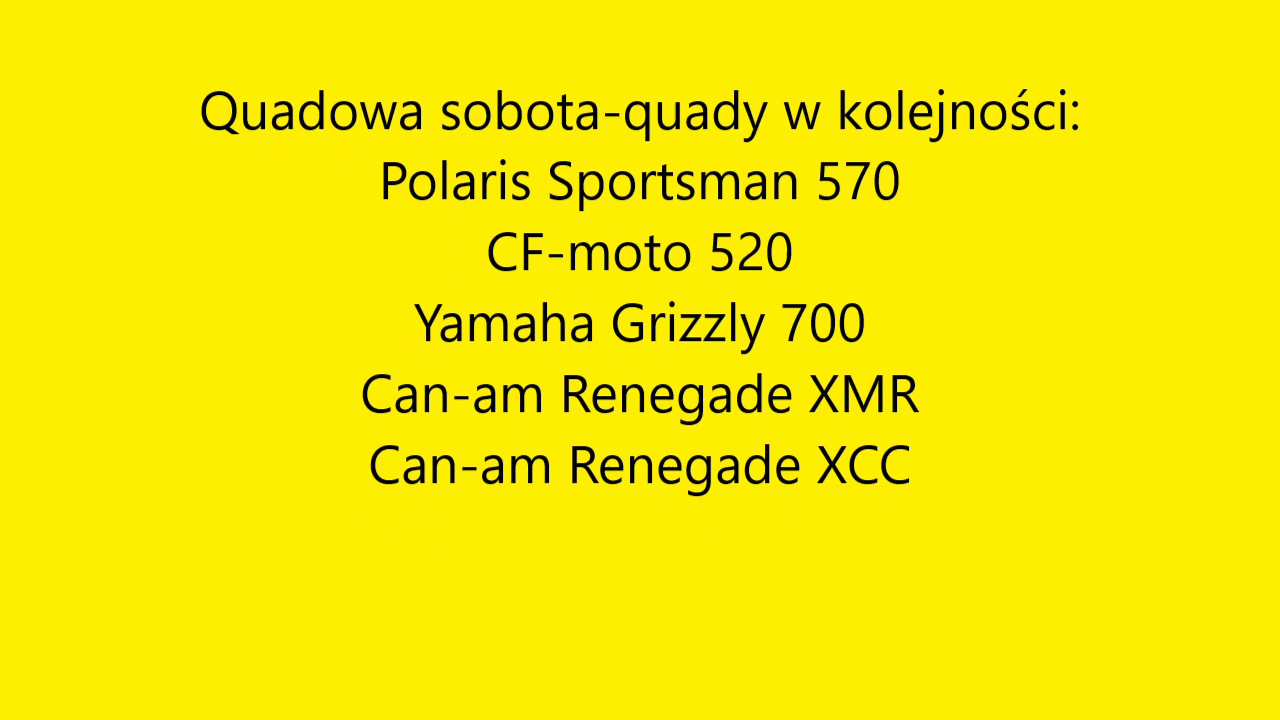 Quadowa sobota-quady w kolejności:
Polaris Sportsman 570
CF-moto 520
Yamaha Grizzly 700
Can-am Renegade XMR
Can-am Renegade XCC